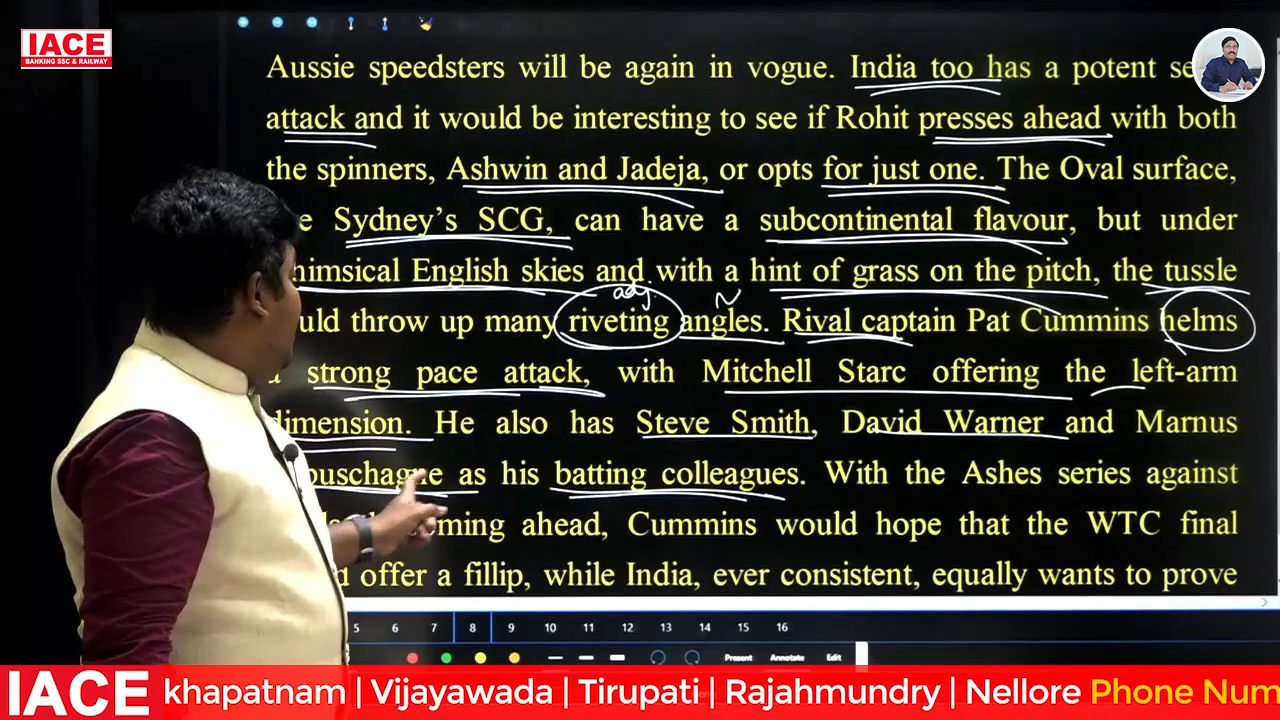 IACE
BANKING SSC & RAILWAY
Aussie speedsters will be again in vogue. India too has a potent
attack and it would be interesting to see if Rohit presses ahead with both
the spinners, Ashwin and Jadeja, or opts for just one. The Oval surface,
Sydney's SCG, can have a subcontinental flavour, but under
English skies and with a hint of grass on the pitch, the tussle
adj. N
throw up many riveting angles. Rival captain Pat Cummins helms
strong pace attack, with Mitchell Starc offering the left-arm
dimension. He also has Steve Smith, David Warner and Marnus
as his batting colleagues. With the Ashes series against
ahead, Cummins would hope that the WTC final
offer a fillip, while India, ever consistent, equally wants to prove
5 6 7 8 9 10 11 12 13 14 15 16
Present Annotate Edit
IACE khapatnam | Vijayawada | Tirupati | Rajahmundry | Nellore Phone Num